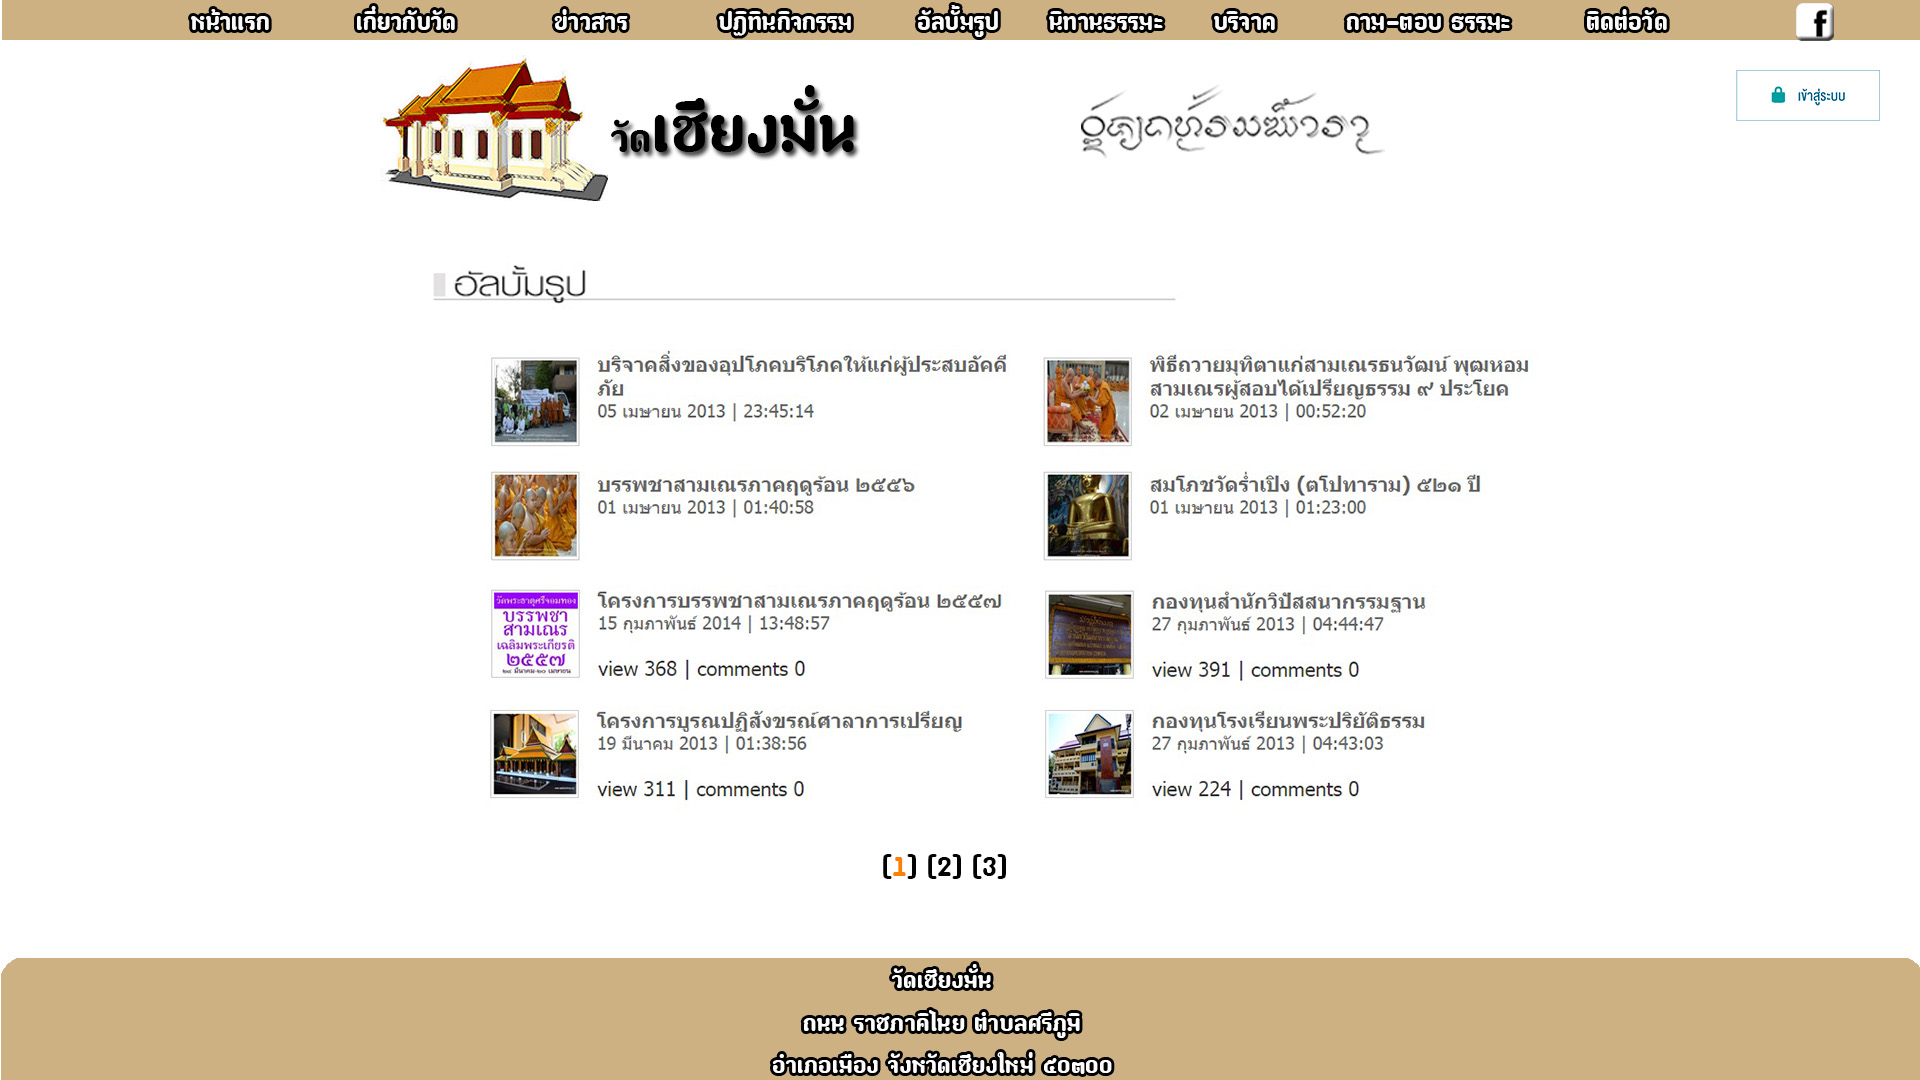 หน้าแรก เกี่ยวกับวัด ข่าวสาร ปฏิทินกิจกรรม อัลบั้มรูป นิทานธรรมะ บริจาค ถาม-ตอบ ธรรมะ ติดต่อวัด f
เข้าสู่ระบบ
วัดเชียงมั่น
อัลบั้มรูป
บริจาคสิ่งของอุปโภคบริโภคให้แก่ผู้ประสบอัคคี
ภัย
05 เมษายน 2013 | 23:45:14
พิธีถวายมุทิตาแก่สามเณรธนวัฒน์ พุฒหอม
สามเณรผู้สอบได้เปรียญธรรม ๙ ประโยค
02 เมษายน 2013 | 00:52:20
บรรพชาสามเณรภาคฤดูร้อน ๒๕๕๖
01 เมษายน 2013 | 01:40:58
สมโภชวัดร่ำเปิง (ตโปทาราม) ๕๒๑ ปี
01 เมษายน 2013 | 01:23:00
วัดพระธาตุศรีจอมทอง
บรรพชา
สามเณร
เฉลิมพระเกียรติ
๒๕๕๗
โครงการบรรพชาสามเณรภาคฤดูร้อน ๒๕๕๗
15 กุมภาพันธ์ 2014 | 13:48:57
view 368 | comments 0
กองทุนสำนักวิปัสสนากรรมฐาน
27 กุมภาพันธ์ 2013 | 04:44:47
view 391 | comments 0
โครงการบูรณปฏิสังขรณ์ศาลาการเปรียญ
19 มีนาคม 2013 | 01:38:56
view 311 | comments 0
กองทุนโรงเรียนพระปริยัติธรรม
27 กุมภาพันธ์ 2013 | 04:43:03
view 224 | comments 0
(1) (2) (3)
วัดเชียงมั่น
ถนน ราชภาคิไนย ตำบลศรีภูมิ
อำเภอเมือง จังหวัดเชียงใหม่ ๕๐๓๐๐